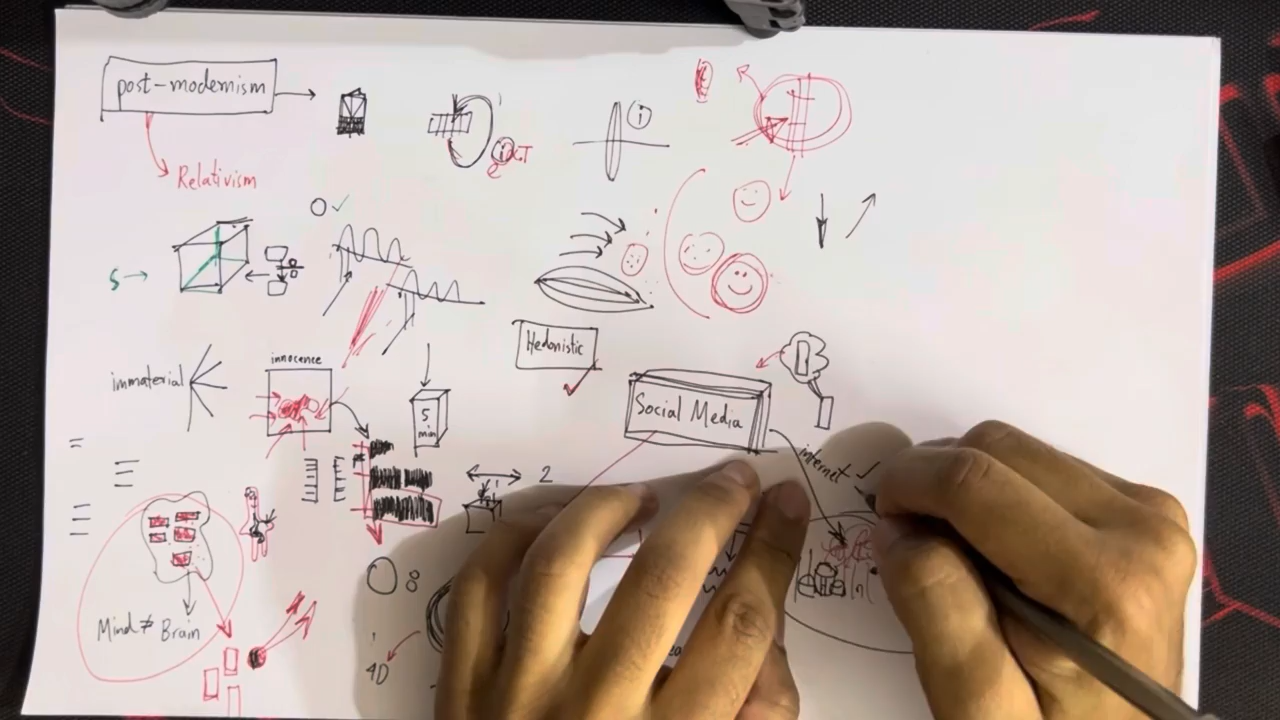 post-modernism
Relativism
i
i
S
immaterial
innocence
Hedonistic
5
min
Social Media
internet
2
Mind ≠ Brain
4D